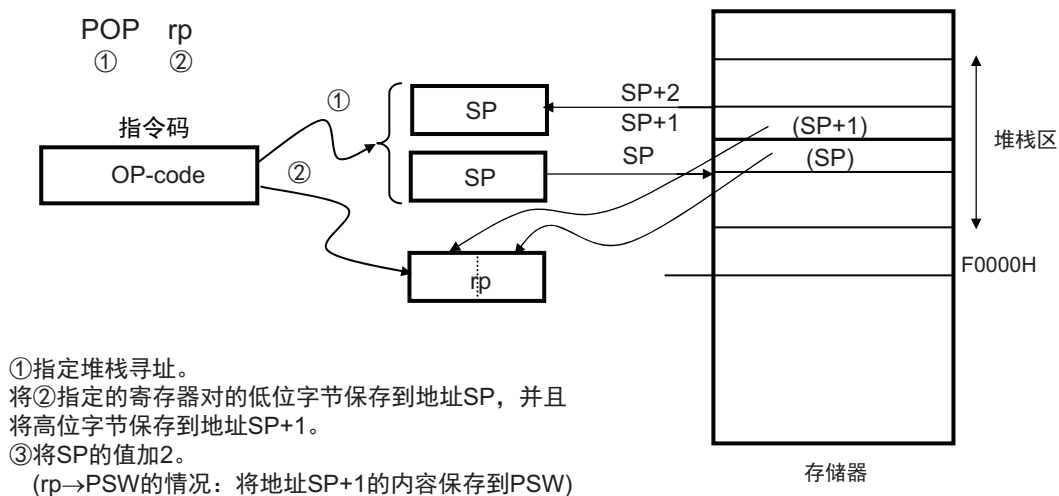 POP rp
① ②
指令码
OP-code
①
②
SP
SP
rp
SP+2
SP+1
SP
(SP+1)
(SP)
堆栈区
F0000H
存储器
①指定堆栈寻址。
将②指定的寄存器对的低位字节保存到地址SP，并且
将高位字节保存到地址SP+1。
③将SP的值加2。
(rp→PSW的情况：将地址SP+1的内容保存到PSW)